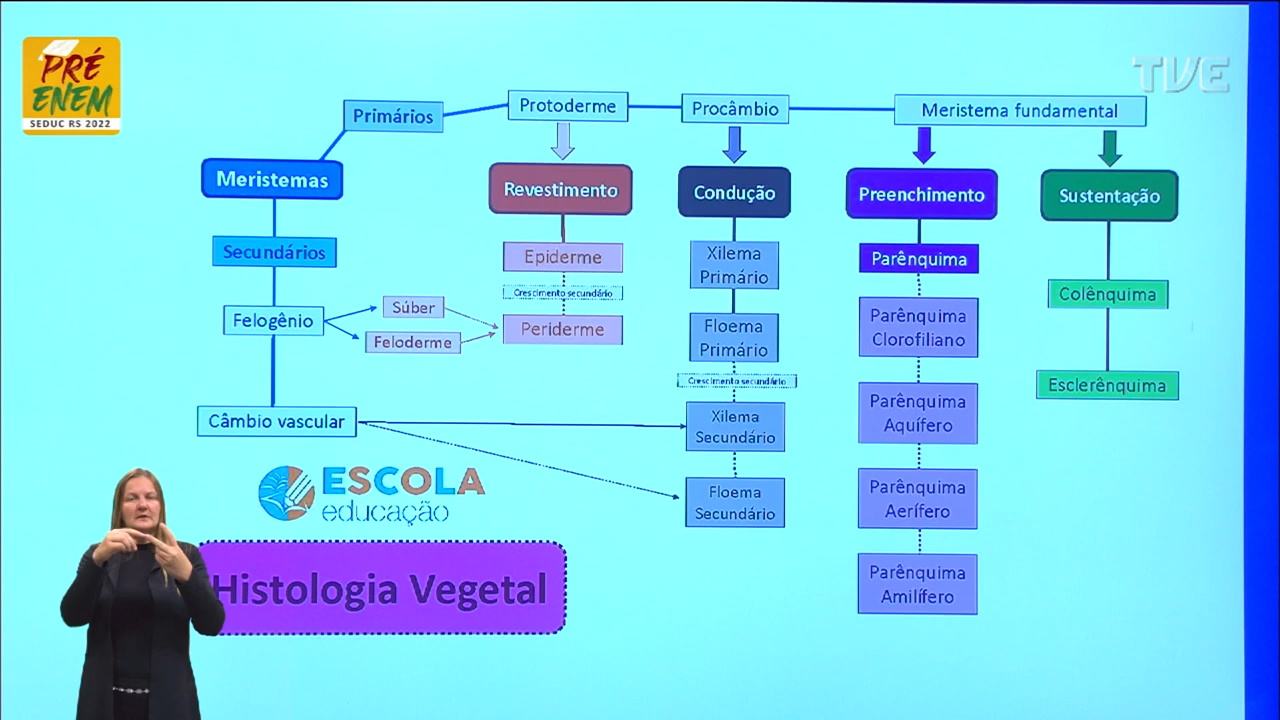 PRÉ
ENEM
SEDUC RS 2022
TVE
Primários
Protoderme
Procâmbio
Meristema fundamental
Meristemas
Revestimento
Condução
Preenchimento
Sustentação
Secundários
Epiderme
Xilema
Primário
Parênquima
Crescimento secundário
Colênquima
Felogênio
Súber
Feloderme
Periderme
Floema
Primário
Parênquima
Clorofiliano
Crescimento secundário
Esclerênquima
Câmbio vascular
Xilema
Secundário
Parênquima
Aquífero
ESCOLA
educação
Floema
Secundário
Parênquima
Aerífero
Histologia Vegetal
Parênquima
Amilífero